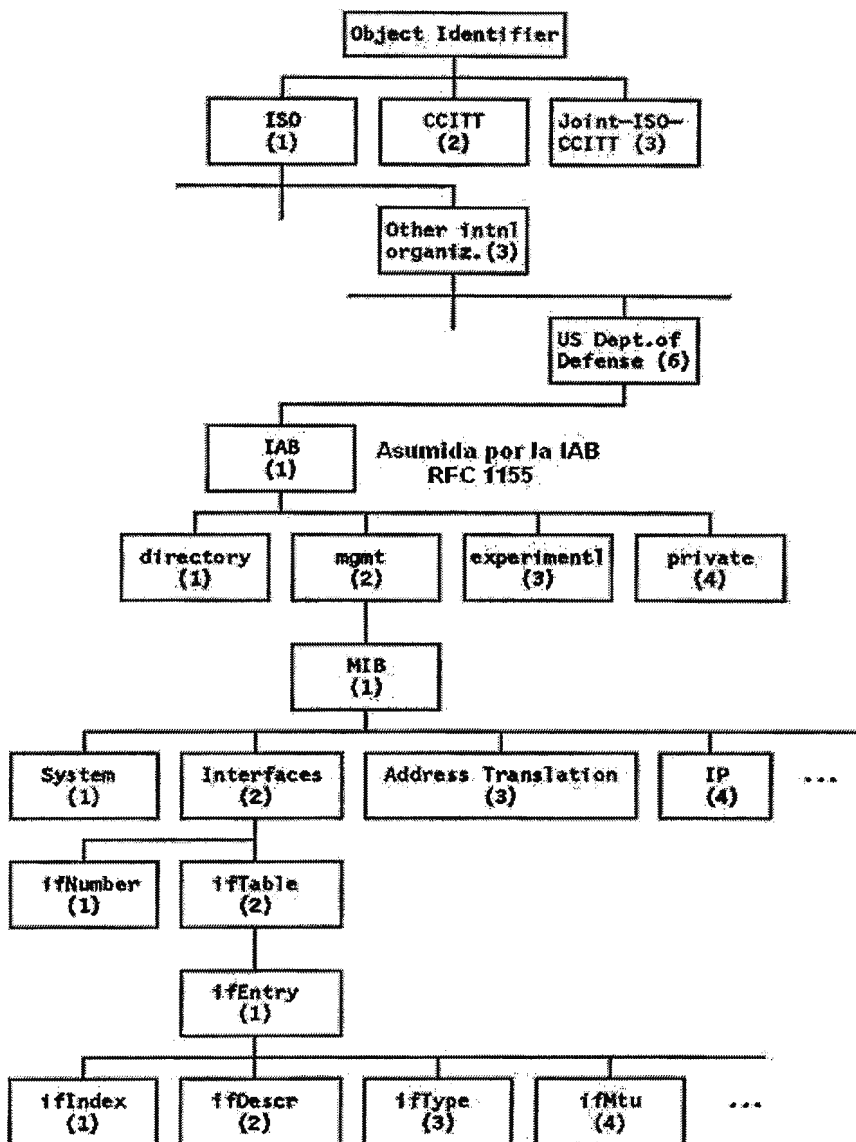 Object Identifier
ISO
(1)
CCITT
(2)
Joint-ISO-
CCITT (3)
Other intnl
organiz.(3)
US Dept.of
Defense (6)
IAB
(1)
Asumida por la IAB
RFC 1155
directory
(1)
mgmt
(2)
experimentl
(3)
private
(4)
MIB
(1)
System
(1)
Interfaces
(2)
Address Translation
(3)
IP
(4)
...
ifNumber
(1)
ifTable
(2)
ifEntry
(1)
ifIndex
(1)
ifDescr
(2)
ifType
(3)
ifMtu
(4)
...